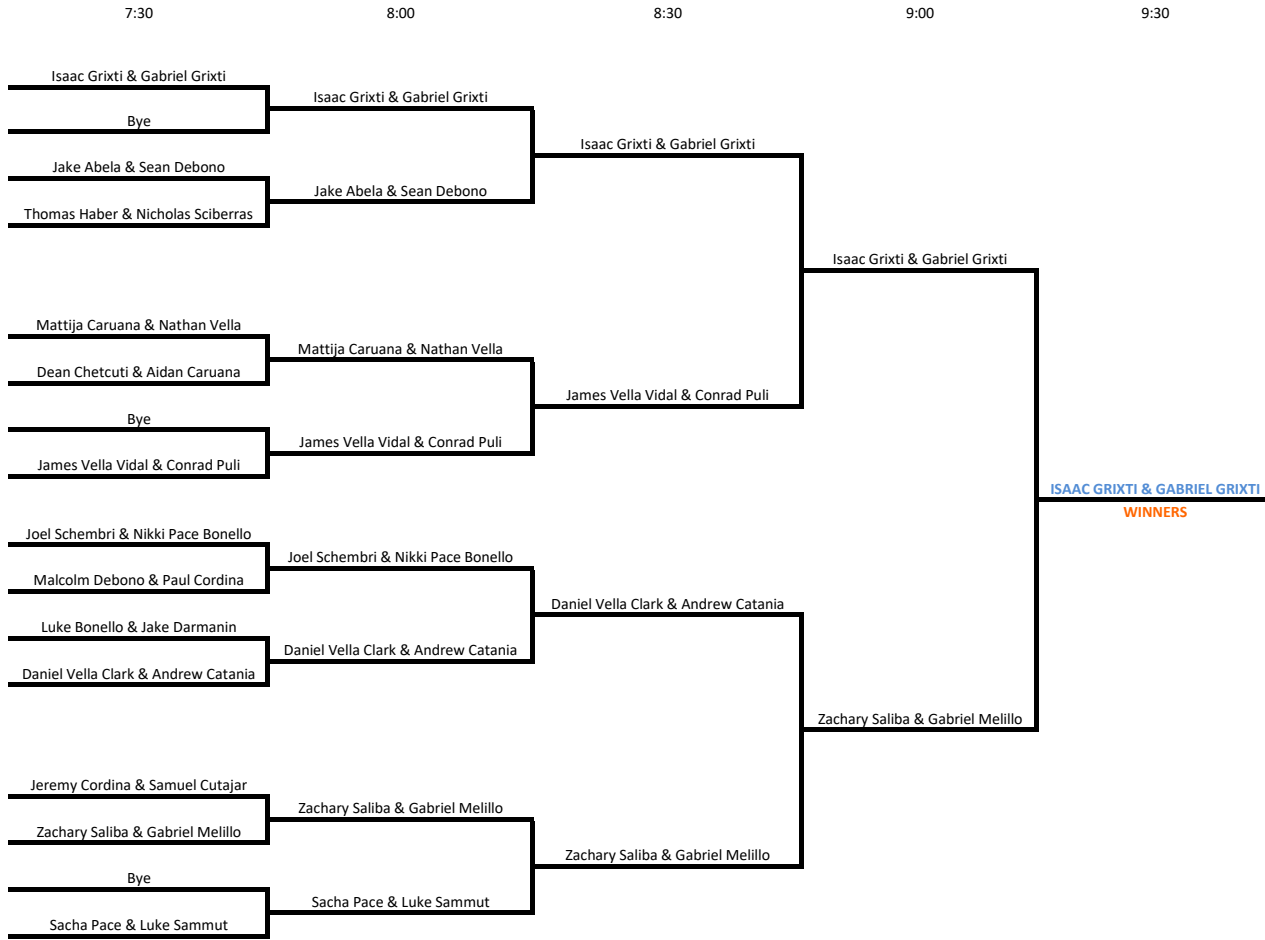 7:30
8:00
8:30
9:00
9:30
Isaac Grixti & Gabriel Grixti
Bye
Jake Abela & Sean Debono
Thomas Haber & Nicholas Sciberras
Mattija Caruana & Nathan Vella
Dean Chetcuti & Aidan Caruana
Bye
James Vella Vidal & Conrad Puli
Joel Schembri & Nikki Pace Bonello
Malcolm Debono & Paul Cordina
Luke Bonello & Jake Darmanin
Daniel Vella Clark & Andrew Catania
Jeremy Cordina & Samuel Cutajar
Zachary Saliba & Gabriel Melillo
Bye
Sacha Pace & Luke Sammut
Isaac Grixti & Gabriel Grixti
Jake Abela & Sean Debono
Mattija Caruana & Nathan Vella
James Vella Vidal & Conrad Puli
Joel Schembri & Nikki Pace Bonello
Daniel Vella Clark & Andrew Catania
Zachary Saliba & Gabriel Melillo
Sacha Pace & Luke Sammut
Isaac Grixti & Gabriel Grixti
James Vella Vidal & Conrad Puli
Daniel Vella Clark & Andrew Catania
Zachary Saliba & Gabriel Melillo
Isaac Grixti & Gabriel Grixti
Zachary Saliba & Gabriel Melillo
ISAAC GRIXTI & GABRIEL GRIXTI
WINNERS